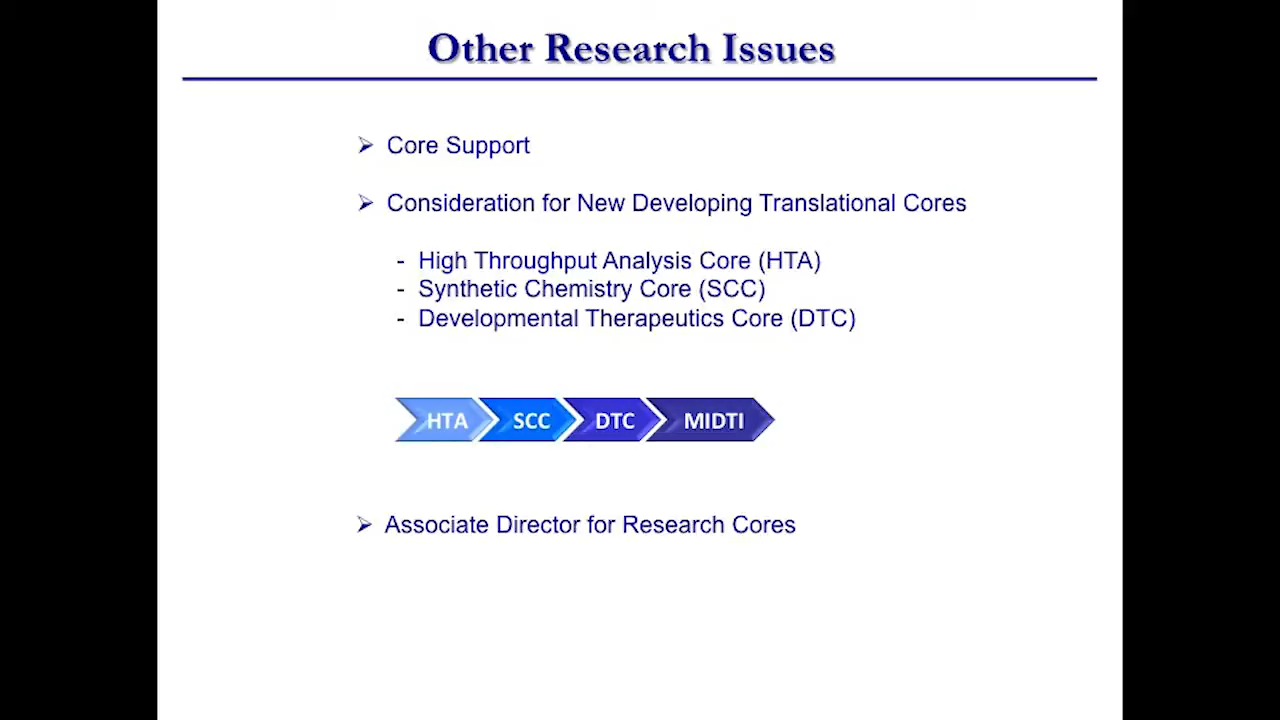 Other Research Issues
➢ Core Support
➢ Consideration for New Developing Translational Cores
- High Throughput Analysis Core (HTA)
- Synthetic Chemistry Core (SCC)
- Developmental Therapeutics Core (DTC)
HTA SCC DTC MIDTI
➢ Associate Director for Research Cores